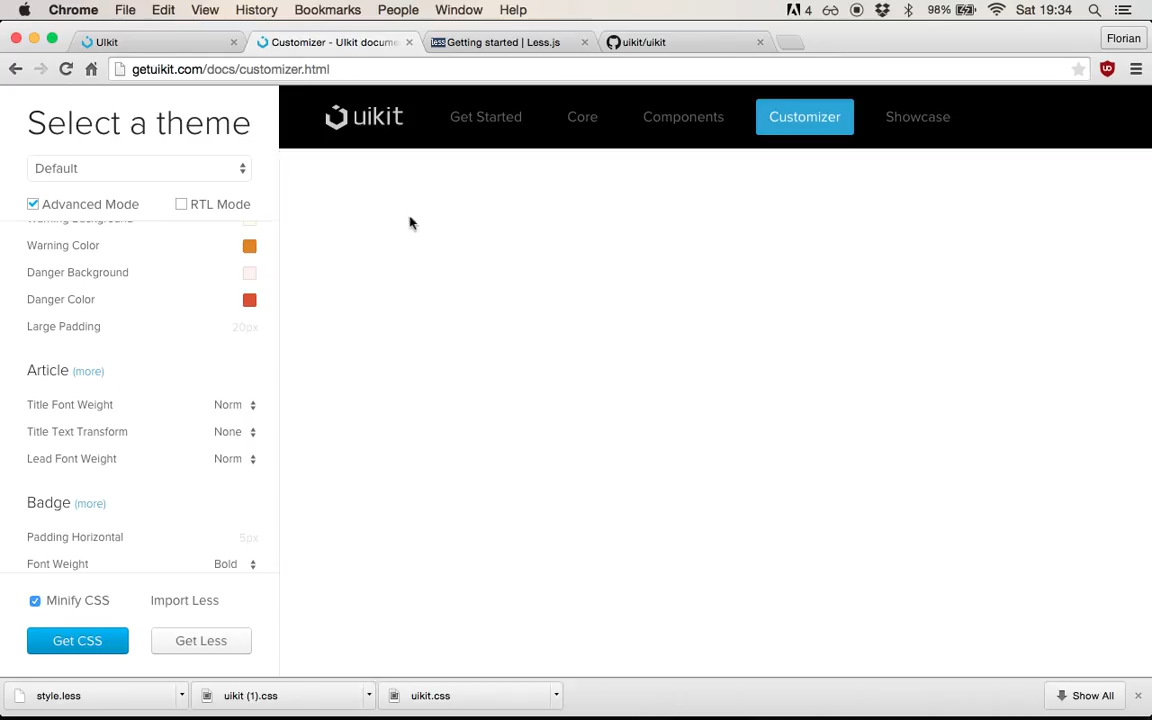 Chrome File Edit View History Bookmarks People Window Help 4 98% Sat 19:34
UIkit Customizer - UIkit docume Getting started | Less.js uikit/uikit Florian
getuikit.com/docs/customizer.html
Select a theme
uikit Get Started Core Components Customizer Showcase
Default
Advanced Mode RTL Mode
Warning Background
Warning Color
Danger Background
Danger Color
Large Padding 20px
Article (more)
Title Font Weight Norm
Title Text Transform None
Lead Font Weight Norm
Badge (more)
Padding Horizontal 5px
Font Weight Bold
Minify CSS Import Less
Get CSS Get Less
style.less uikit (1).css uikit.css Show All